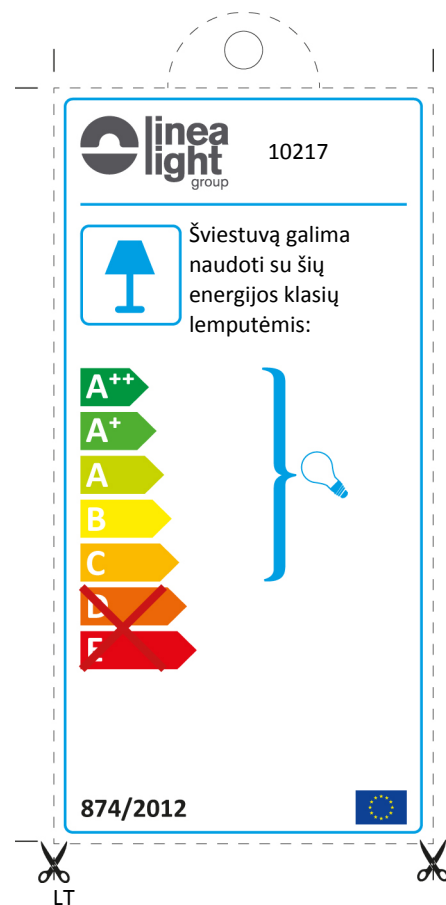 linea
light
group
10217
Šviestuvą galima
naudoti su šių
energijos klasių
lemputėmis:
A++
A+
A
B
C
D
E
874/2012
LT